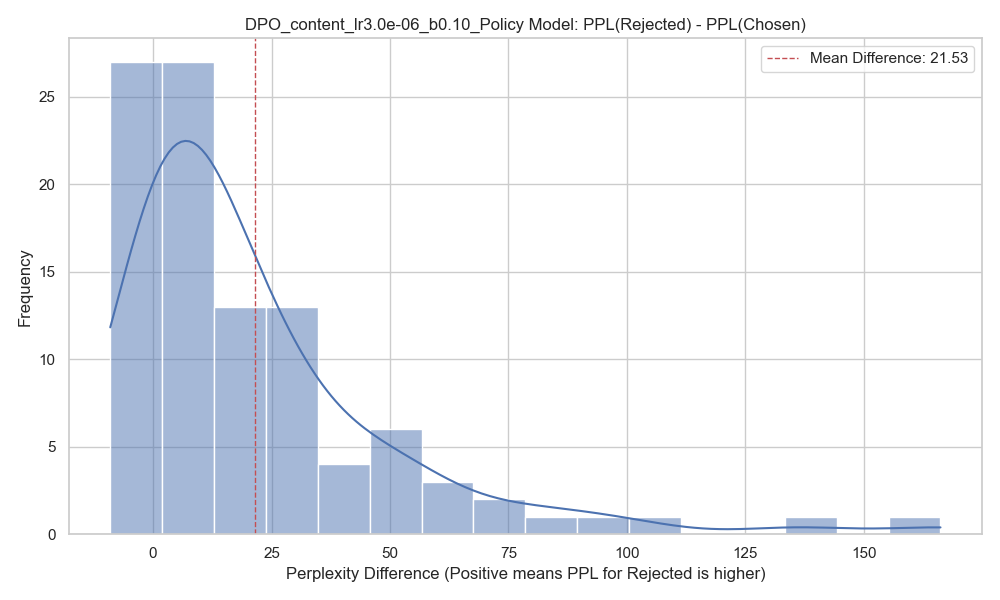 DPO_content_lr3.0e-06_b0.10_Policy Model: PPL(Rejected) - PPL(Chosen)
Mean Difference: 21.53
Frequency
25
20
15
10
5
0
0 25 50 75 100 125 150
Perplexity Difference (Positive means PPL for Rejected is higher)